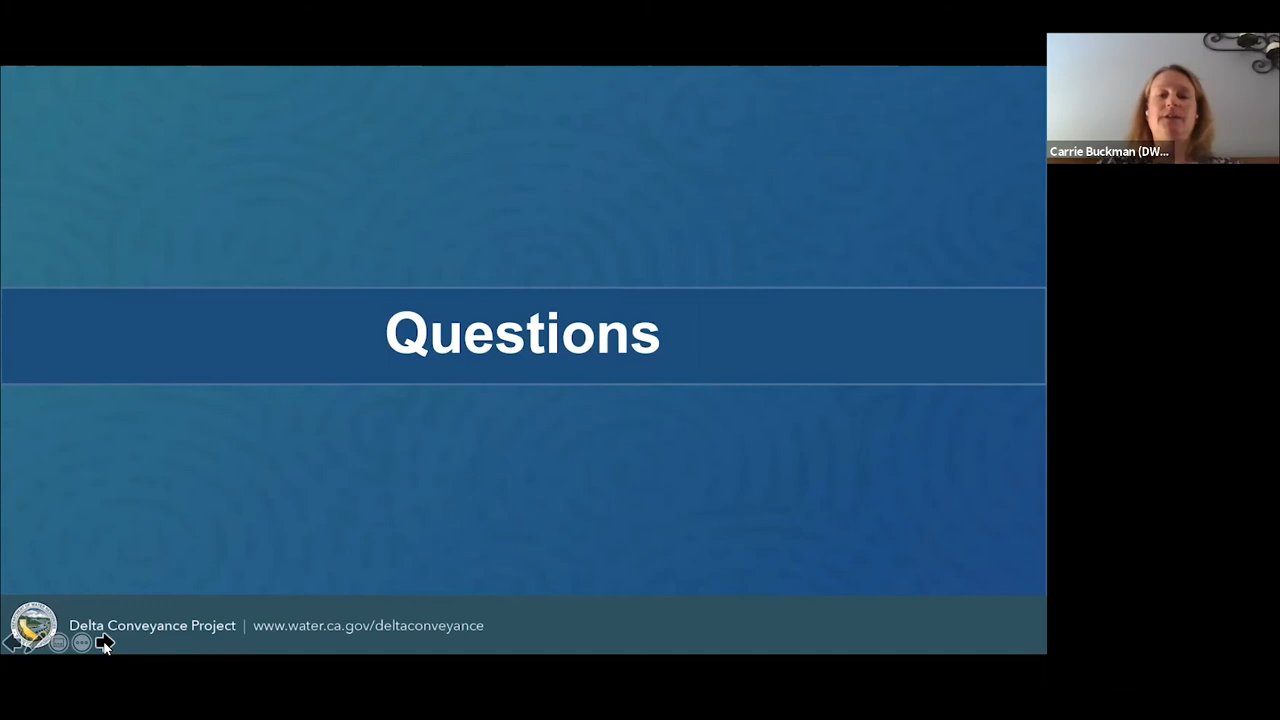 Carrie Buckman (DW...
Questions
Delta Conveyance Project | www.water.ca.gov/deltaconveyance